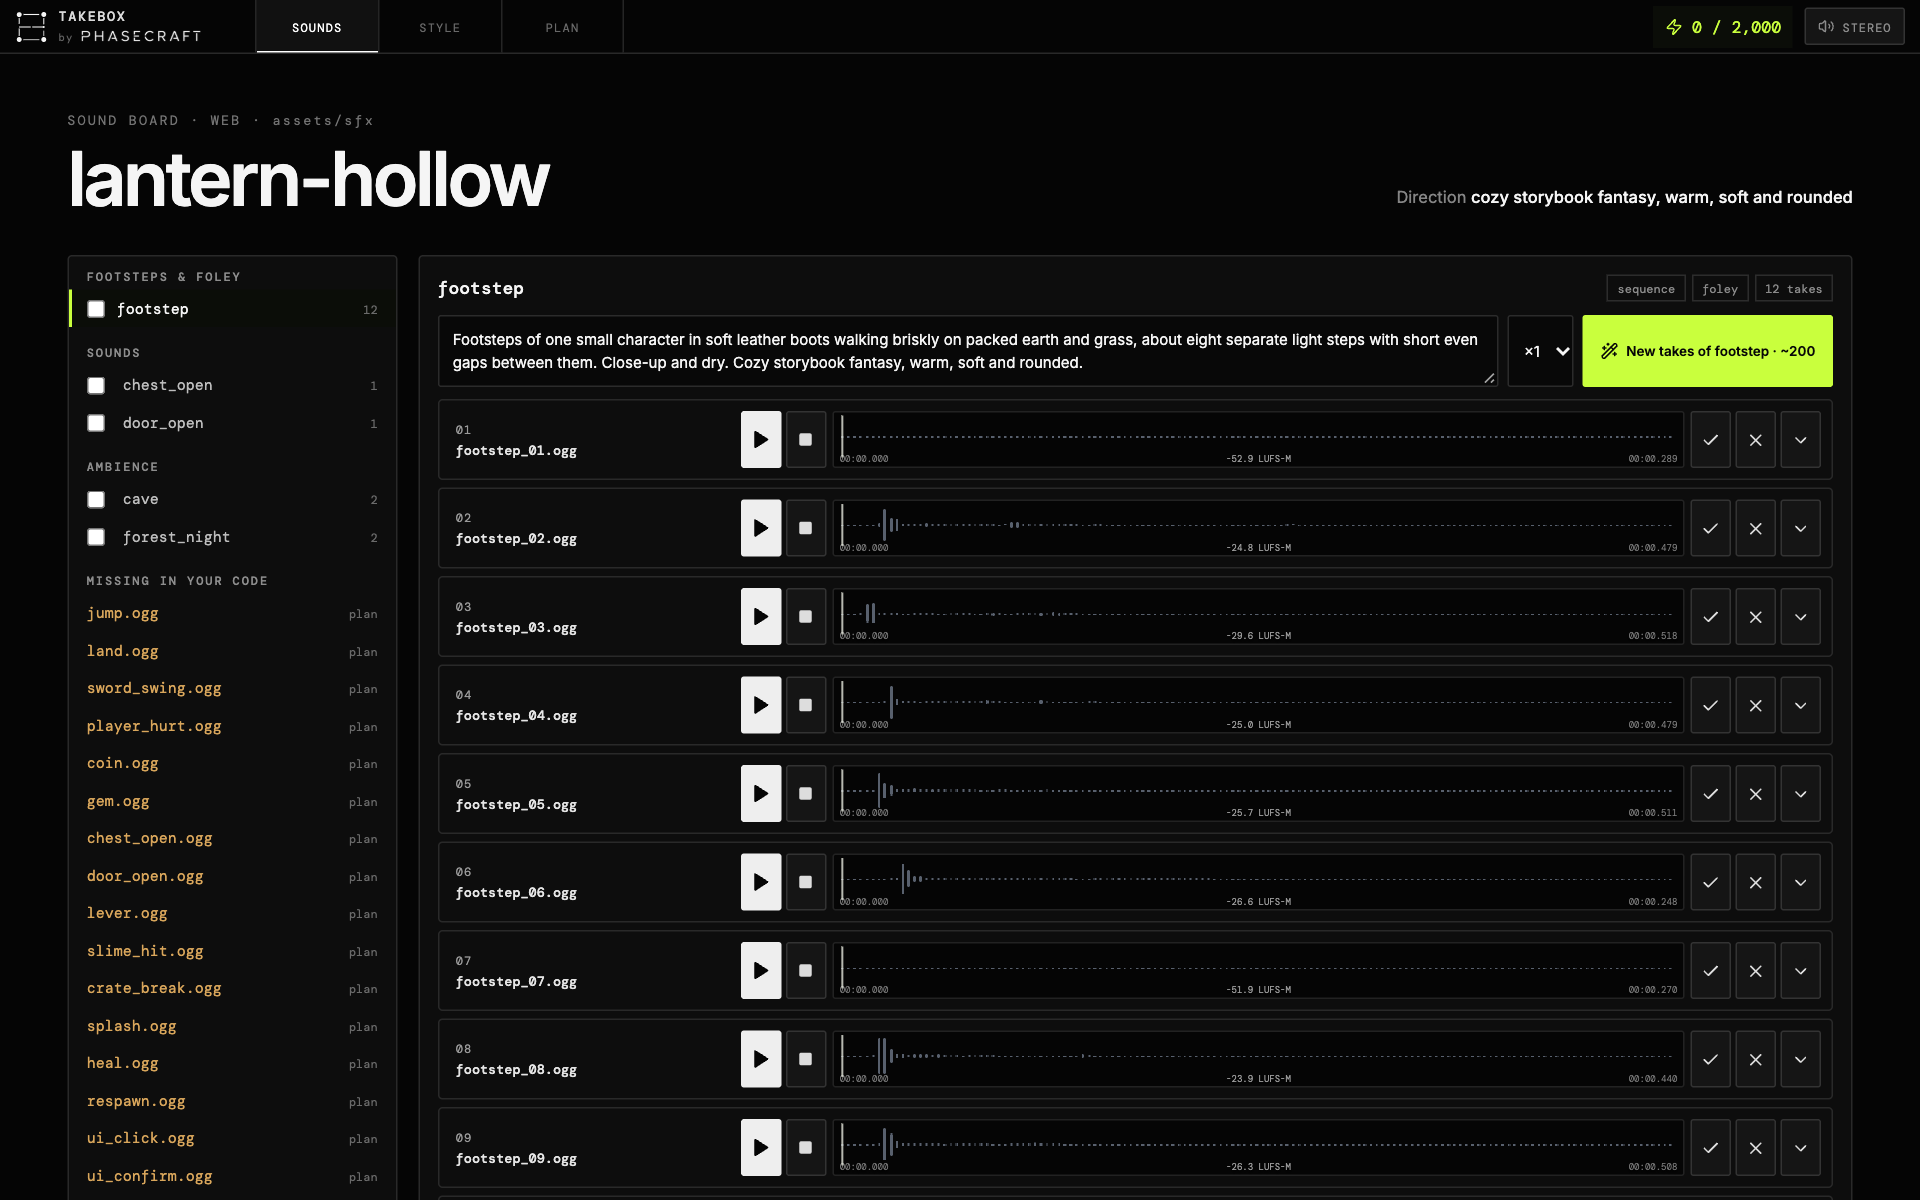 TAKEBOX
by PHASECRAFT
SOUNDS
STYLE
PLAN
0 / 2,000
STEREO
SOUND BOARD · WEB · assets/sfx
lantern-hollow
Direction cozy storybook fantasy, warm, soft and rounded
FOOTSTEPS & FOLEY
footstep 12
SOUNDS
chest_open 1
door_open 1
AMBIENCE
cave 2
forest_night 2
MISSING IN YOUR CODE
jump.ogg plan
land.ogg plan
sword_swing.ogg plan
player_hurt.ogg plan
coin.ogg plan
gem.ogg plan
chest_open.ogg plan
door_open.ogg plan
lever.ogg plan
slime_hit.ogg plan
crate_break.ogg plan
splash.ogg plan
heal.ogg plan
respawn.ogg plan
ui_click.ogg plan
ui_confirm.ogg plan
footstep
sequence
foley
12 takes
Footsteps of one small character in soft leather boots walking briskly on packed earth and grass, about eight separate light steps with short even
gaps between them. Close-up and dry. Cozy storybook fantasy, warm, soft and rounded.
×1
New takes of footstep · ~200
01
footstep_01.ogg
00:00.000 -52.9 LUFS-M 00:00.289
02
footstep_02.ogg
00:00.000 -24.8 LUFS-M 00:00.479
03
footstep_03.ogg
00:00.000 -29.6 LUFS-M 00:00.518
04
footstep_04.ogg
00:00.000 -25.0 LUFS-M 00:00.479
05
footstep_05.ogg
00:00.000 -25.7 LUFS-M 00:00.511
06
footstep_06.ogg
00:00.000 -26.6 LUFS-M 00:00.248
07
footstep_07.ogg
00:00.000 -51.9 LUFS-M 00:00.270
08
footstep_08.ogg
00:00.000 -23.9 LUFS-M 00:00.440
09
footstep_09.ogg
00:00.000 -26.3 LUFS-M 00:00.508